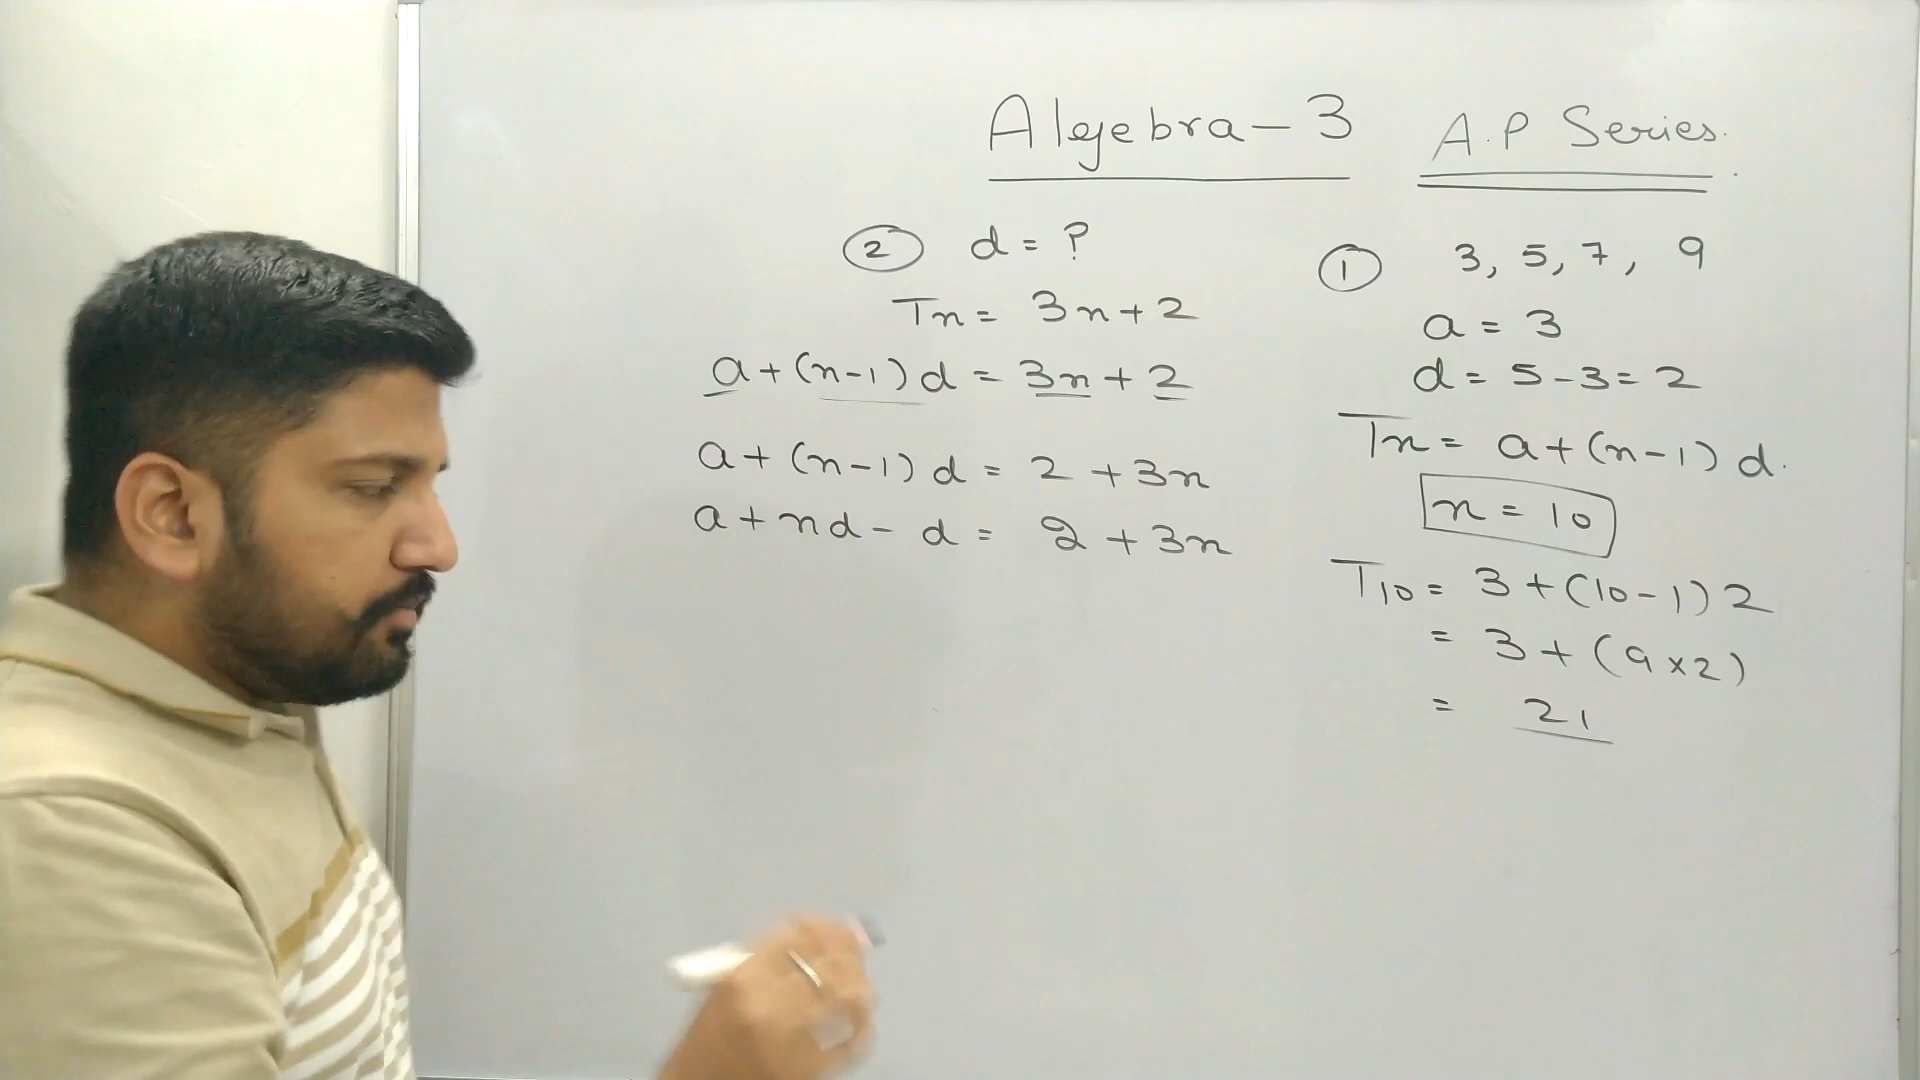 Algebra-3 A.P Series.
② d = ?
Tn = 3n+2
a+(n-1)d = 3n+2
a+(n-1)d = 2+3n
a+nd-d = 2+3n
① 3, 5, 7, 9
a = 3
d = 5-3 = 2
Tn = a+(n-1)d.
n = 10
T10 = 3+(10-1)2
= 3+(9×2)
= 21